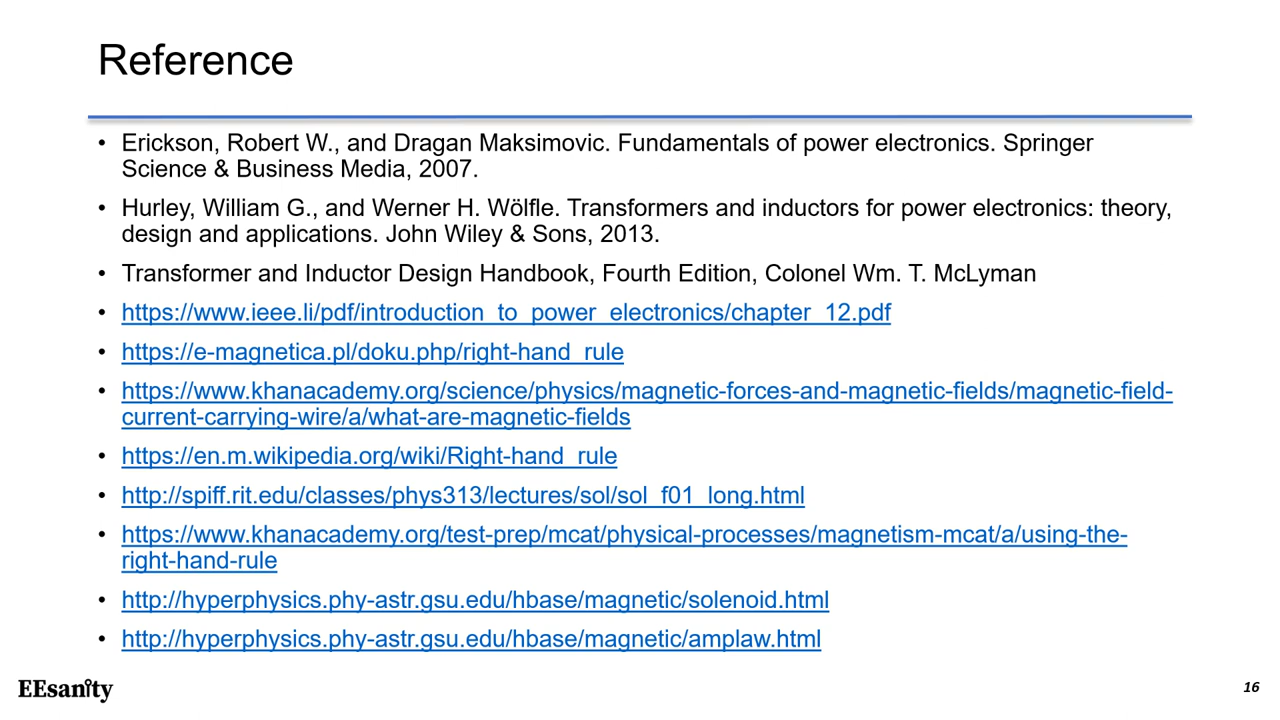 Reference
• Erickson, Robert W., and Dragan Maksimovic. Fundamentals of power electronics. Springer
Science & Business Media, 2007.
• Hurley, William G., and Werner H. Wölfle. Transformers and inductors for power electronics: theory,
design and applications. John Wiley & Sons, 2013.
• Transformer and Inductor Design Handbook, Fourth Edition, Colonel Wm. T. McLyman
• https://www.ieee.li/pdf/introduction_to_power_electronics/chapter_12.pdf
• https://e-magnetica.pl/doku.php/right-hand_rule
• https://www.khanacademy.org/science/physics/magnetic-forces-and-magnetic-fields/magnetic-field-
current-carrying-wire/a/what-are-magnetic-fields
• https://en.m.wikipedia.org/wiki/Right-hand_rule
• http://spiff.rit.edu/classes/phys313/lectures/sol/sol_f01_long.html
• https://www.khanacademy.org/test-prep/mcat/physical-processes/magnetism-mcat/a/using-the-
right-hand-rule
• http://hyperphysics.phy-astr.gsu.edu/hbase/magnetic/solenoid.html
• http://hyperphysics.phy-astr.gsu.edu/hbase/magnetic/amplaw.html
EEsanity
16